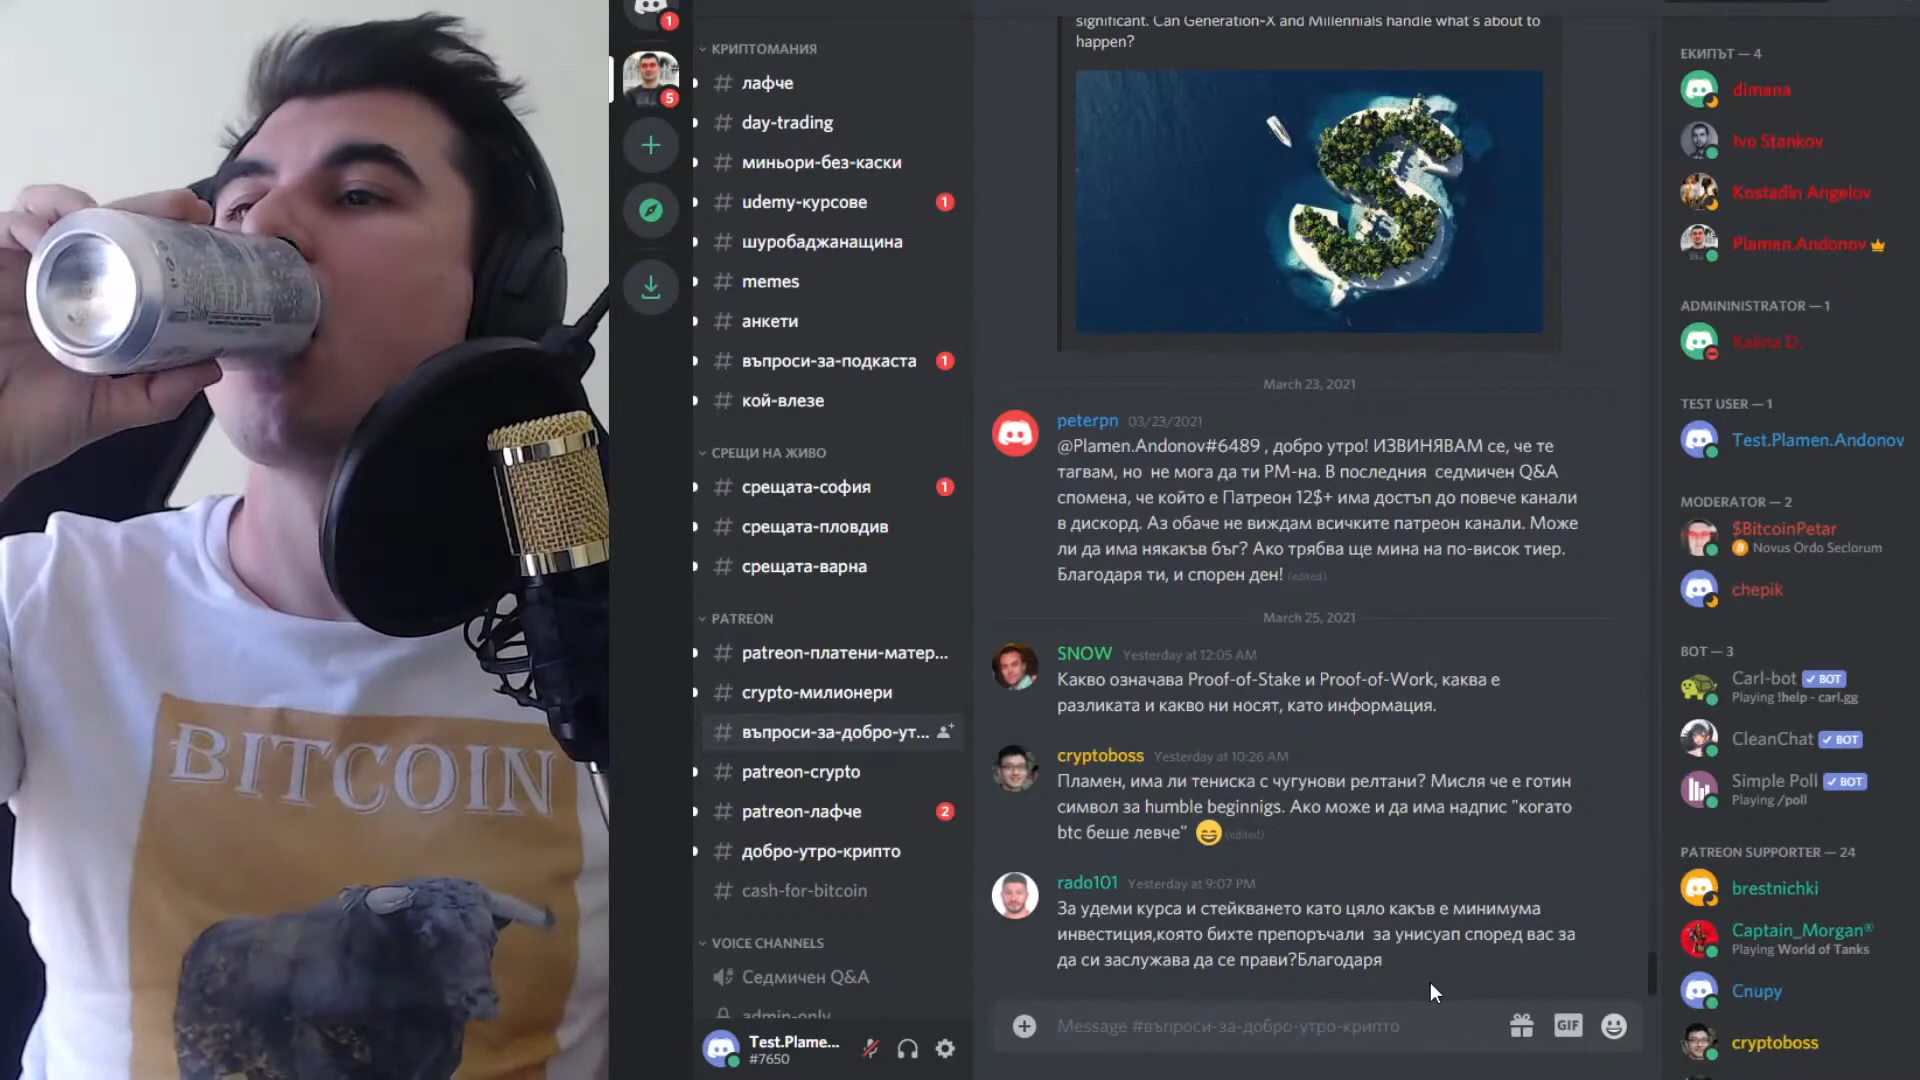 BITCOIN
1
5
КРИПТОМАНИЯ
# лафче
# day-trading
# миньори-без-каски
# udemy-курсове 1
# шуробаджанащина
# memes
# анкети
# въпроси-за-подкаста 1
# кой-влезе
СРЕЩИ НА ЖИВО
# срещата-софия 1
# срещата-пловдив
# срещата-варна
PATREON
# patreon-платени-матер...
# crypto-милионери
# въпроси-за-добро-ут...
# patreon-crypto
# patreon-лафче 2
# добро-утро-крипто
# cash-for-bitcoin
VOICE CHANNELS
Седмичен Q&A
admin-only
Test.Plame...
#7650
significant. Can Generation-X and Millennials handle what's about to
happen?
March 23, 2021
peterpn 03/23/2021
@Plamen.Andonov#6489 , добро утро! ИЗВИНЯВАМ се, че те
тагвам, но не мога да ти РМ-на. В последния седмичен Q&A
спомена, че който е Патреон 12$+ има достъп до повече канали
в дискорд. Аз обаче не виждам всичките патреон канали. Може
ли да има някакъв бъг? Ако трябва ще мина на по-висок тиер.
Благодаря ти, и спорен ден! (edited)
March 25, 2021
SNOW Yesterday at 12:05 AM
Какво означава Proof-of-Stake и Proof-of-Work, каква е
разликата и какво ни носят, като информация.
cryptoboss Yesterday at 10:26 AM
Пламен, има ли тениска с чугунови релтани? Мисля че е готин
символ за humble beginnigs. Ако може и да има надпис "когато
btc беше левче" 😄 (edited)
rado101 Yesterday at 9:07 PM
За удеми курса и стейкването като цяло какъв е минимума
инвестиция,която бихте препоръчали за унисуап според вас за
да си заслужава да се прави?Благодаря
Message #въпроси-за-добро-утро-крипто
GIF
ЕКИПЪТ — 4
dimana
Ivo Stankov
Kostadin Angelov
Plamen.Andonov
ADMININISTRATOR — 1
Kalina D.
TEST USER — 1
Test.Plamen.Andonov
MODERATOR — 2
$BitcoinPetar
Novus Ordo Seclorum
chepik
BOT — 3
Carl-bot ✓ BOT
Playing !help - carl.gg
CleanChat ✓ BOT
Simple Poll ✓ BOT
Playing /poll
PATREON SUPPORTER — 24
brestnichki
Captain_Morgan®
Playing World of Tanks
Cnupy
cryptoboss